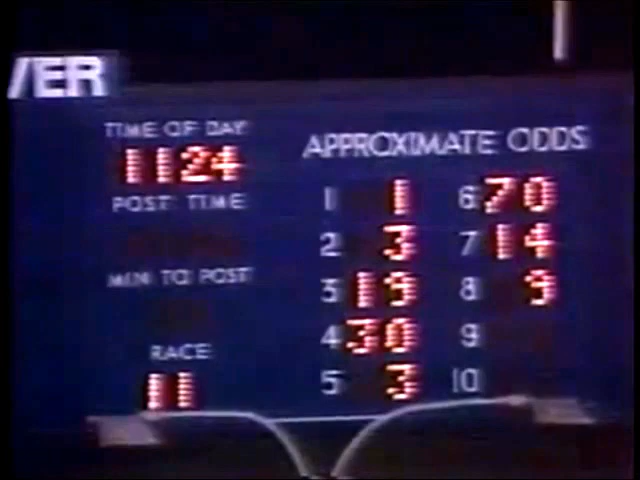 VER
TIME OF DAY
1124
POST TIME
MIN TO POST
RACE
11
APPROXIMATE ODDS
1 1 6 70
2 3 7 14
3 19 8 9
4 30 9
5 3 10